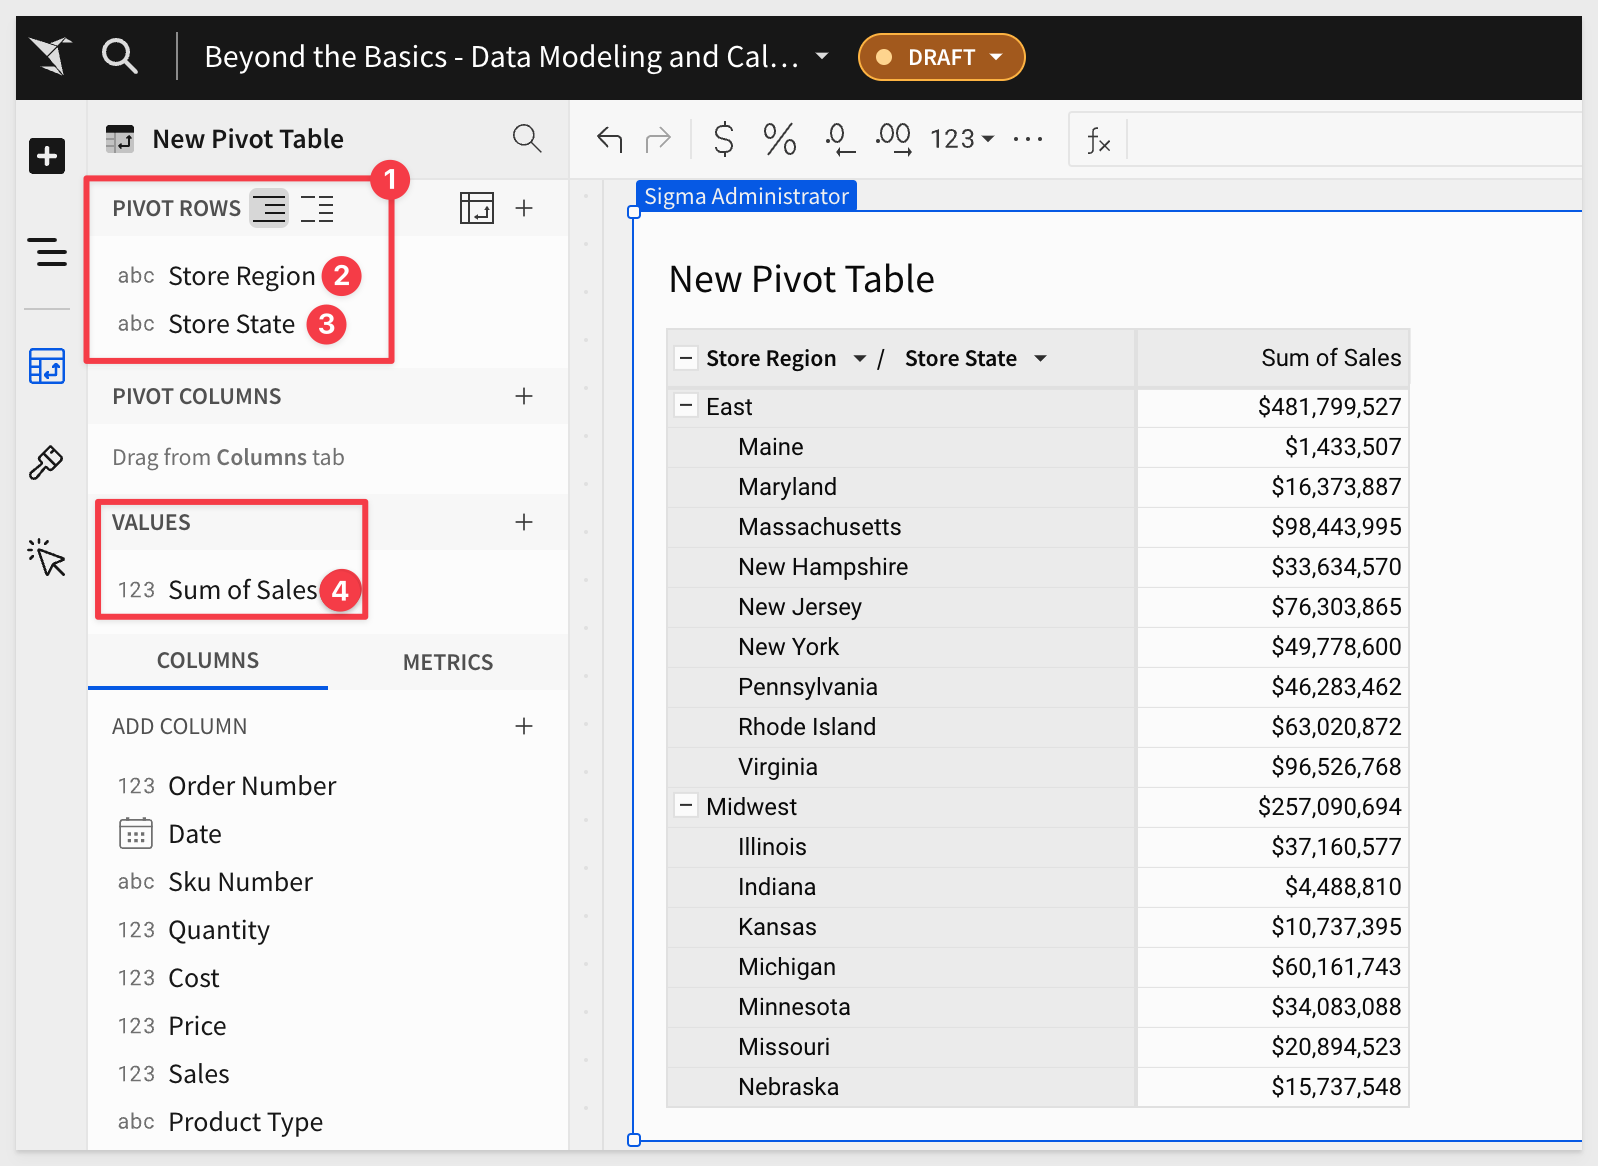 Beyond the Basics - Data Modeling and Cal... DRAFT
New Pivot Table
.0 .00 123 ... fx
1
PIVOT ROWS
abc Store Region 2
abc Store State 3
PIVOT COLUMNS
Drag from Columns tab
VALUES
123 Sum of Sales 4
COLUMNS METRICS
ADD COLUMN
123 Order Number
Date
abc Sku Number
123 Quantity
123 Cost
123 Price
123 Sales
abc Product Type
Sigma Administrator
New Pivot Table
Store Region / Store State Sum of Sales
East $481,799,527
Maine $1,433,507
Maryland $16,373,887
Massachusetts $98,443,995
New Hampshire $33,634,570
New Jersey $76,303,865
New York $49,778,600
Pennsylvania $46,283,462
Rhode Island $63,020,872
Virginia $96,526,768
Midwest $257,090,694
Illinois $37,160,577
Indiana $4,488,810
Kansas $10,737,395
Michigan $60,161,743
Minnesota $34,083,088
Missouri $20,894,523
Nebraska $15,737,548